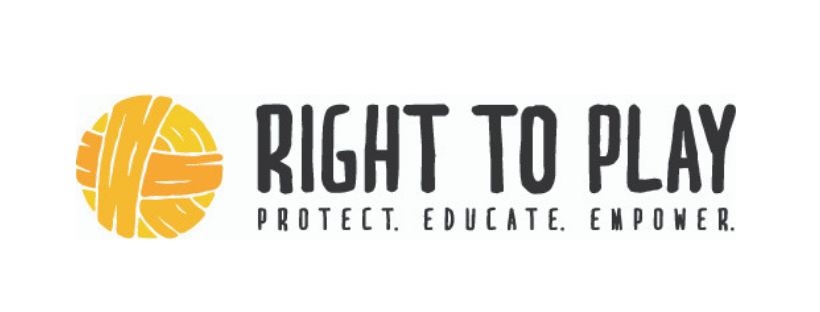 RIGHT TO PLAY
PROTECT. EDUCATE. EMPOWER.